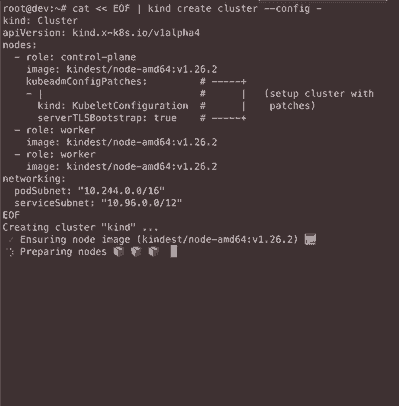 root@dev:~# cat << EOF | kind create cluster --config -
kind: Cluster
apiVersion: kind.x-k8s.io/v1alpha4
nodes:
  - role: control-plane
    image: kindest/node-amd64:v1.26.2
    kubeadmConfigPatches:        # -----+
    - |                          #      |   (setup cluster with
      kind: KubeletConfiguration #      |    patches)
      serverTLSBootstrap: true   # -----+
  - role: worker
    image: kindest/node-amd64:v1.26.2
  - role: worker
    image: kindest/node-amd64:v1.26.2
networking:
  podSubnet: "10.244.0.0/16"
  serviceSubnet: "10.96.0.0/12"
EOF
Creating cluster "kind" ...
✓ Ensuring node image (kindest/node-amd64:v1.26.2)
Preparing nodes